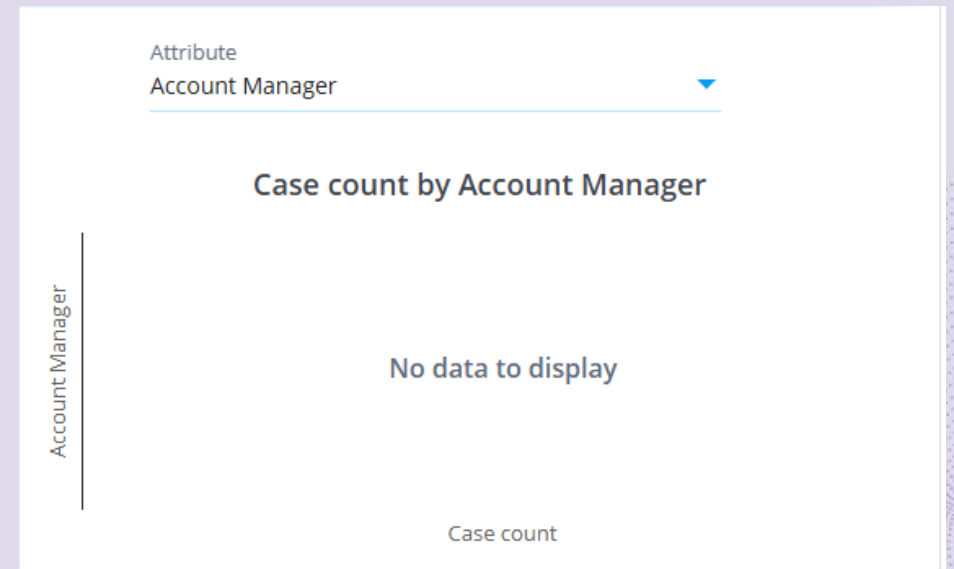 Attribute
Account Manager
Case count by Account Manager
Account Manager
No data to display
Case count